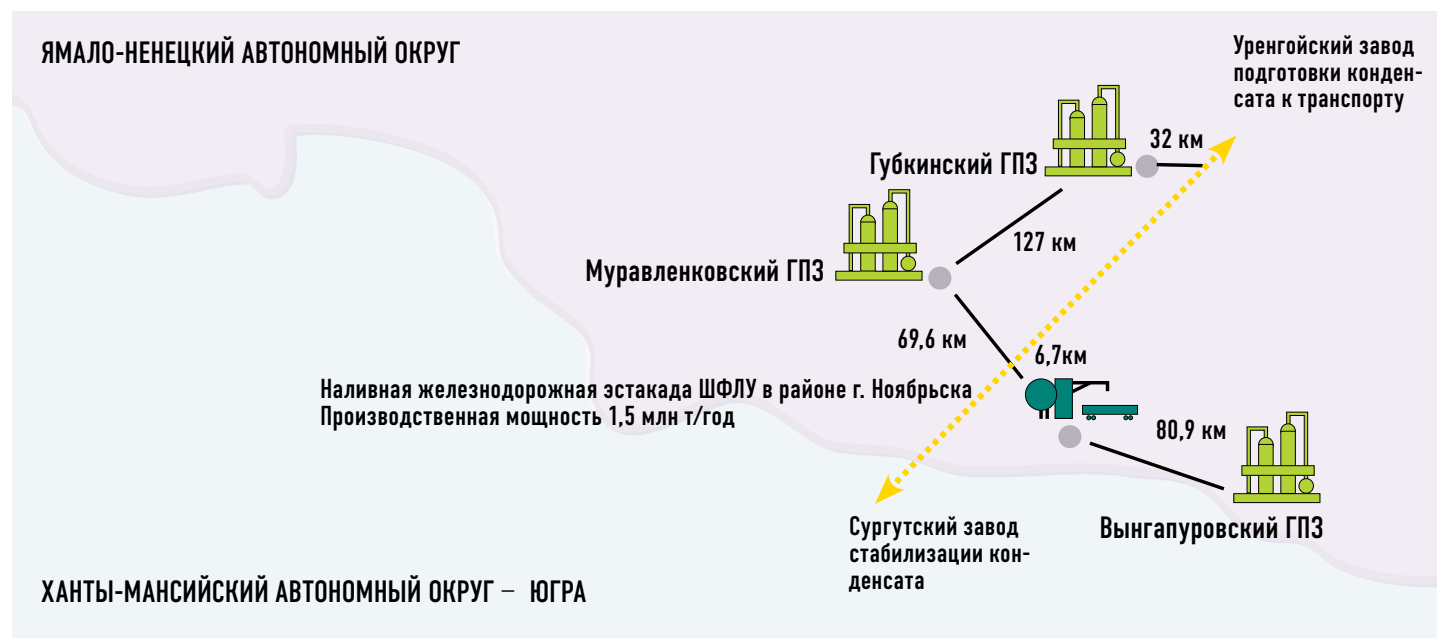 ЯМАЛО-НЕНЕЦКИЙ АВТОНОМНЫЙ ОКРУГ
Уренгойский завод
подготовки конден-
сата к транспорту
32 км
Губкинский ГПЗ
127 км
Муравленковский ГПЗ
69,6 км
6,7км
Наливная железнодорожная эстакада ШФЛУ в районе г. Ноябрьска
Производственная мощность 1,5 млн т/год
80,9 км
Сургутский завод
стабилизации кон-
денсата
Вынгапуровский ГПЗ
ХАНТЫ-МАНСИЙСКИЙ АВТОНОМНЫЙ ОКРУГ – ЮГРА